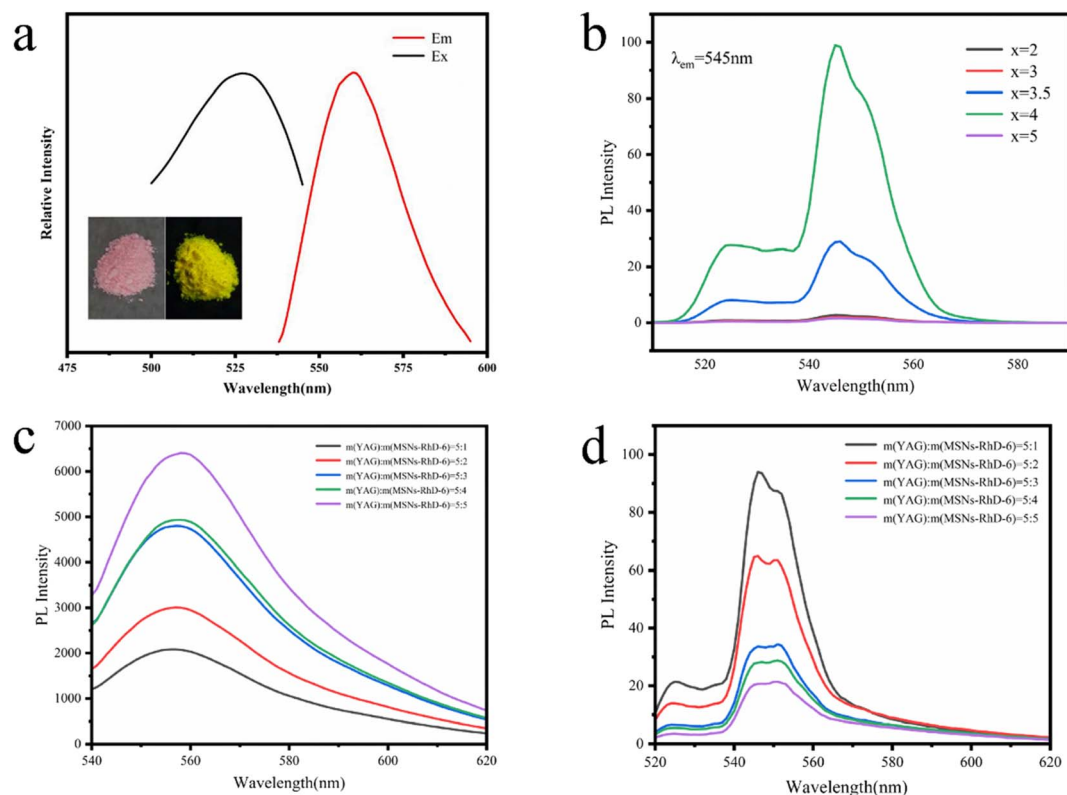 a
Em
Ex
Relative Intensity
475 500 525 550 575 600
Wavelength(nm)
b
λem=545nm
x=2
x=3
x=3.5
x=4
x=5
100
80
60
40
20
0
PL Intensity
520 540 560 580
Wavelength(nm)
c
m(YAG):m(MSNs-RhD-6)=5:1
m(YAG):m(MSNs-RhD-6)=5:2
m(YAG):m(MSNs-RhD-6)=5:3
m(YAG):m(MSNs-RhD-6)=5:4
m(YAG):m(MSNs-RhD-6)=5:5
7000
6000
5000
4000
3000
2000
1000
0
PL Intensity
540 560 580 600 620
Wavelength(nm)
d
m(YAG):m(MSNs-RhD-6)=5:1
m(YAG):m(MSNs-RhD-6)=5:2
m(YAG):m(MSNs-RhD-6)=5:3
m(YAG):m(MSNs-RhD-6)=5:4
m(YAG):m(MSNs-RhD-6)=5:5
100
80
60
40
20
0
PL Intensity
520 540 560 580 600 620
Wavelength(nm)